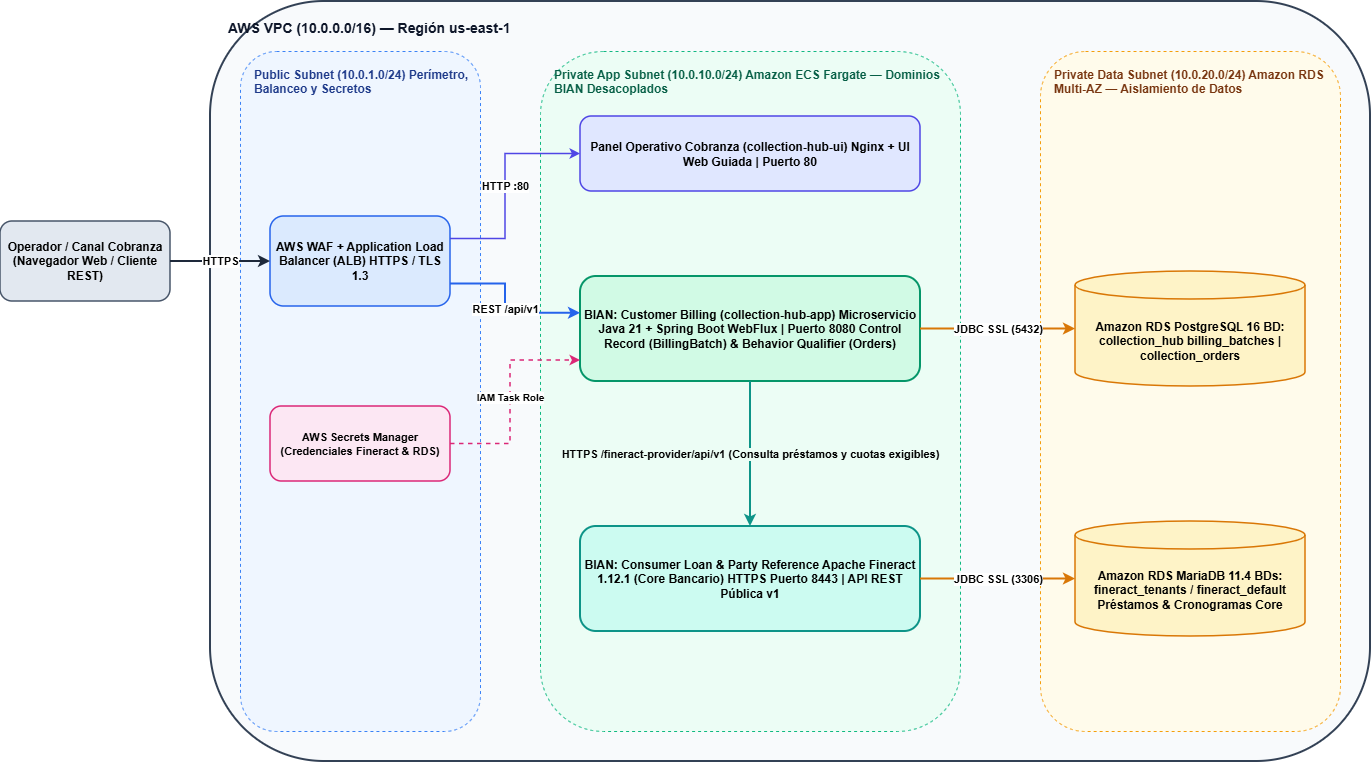 AWS VPC (10.0.0.0/16) — Región us-east-1
Public Subnet (10.0.1.0/24) Perímetro,
Balanceo y Secretos
Private App Subnet (10.0.10.0/24) Amazon ECS Fargate — Dominios
BIAN Desacoplados
Private Data Subnet (10.0.20.0/24) Amazon RDS
Multi-AZ — Aislamiento de Datos
Panel Operativo Cobranza (collection-hub-ui) Nginx + UI
Web Guiada | Puerto 80
HTTP :80
Operador / Canal Cobranza
(Navegador Web / Cliente
REST)
HTTPS
AWS WAF + Application Load
Balancer (ALB) HTTPS / TLS
1.3
REST /api/v1
BIAN: Customer Billing (collection-hub-app) Microservicio
Java 21 + Spring Boot WebFlux | Puerto 8080 Control
Record (BillingBatch) & Behavior Qualifier (Orders)
JDBC SSL (5432)
Amazon RDS PostgreSQL 16 BD:
collection_hub billing_batches |
collection_orders
IAM Task Role
AWS Secrets Manager
(Credenciales Fineract & RDS)
HTTPS /fineract-provider/api/v1 (Consulta préstamos y cuotas exigibles)
BIAN: Consumer Loan & Party Reference Apache Fineract
1.12.1 (Core Bancario) HTTPS Puerto 8443 | API REST
Pública v1
JDBC SSL (3306)
Amazon RDS MariaDB 11.4 BDs:
fineract_tenants / fineract_default
Préstamos & Cronogramas Core